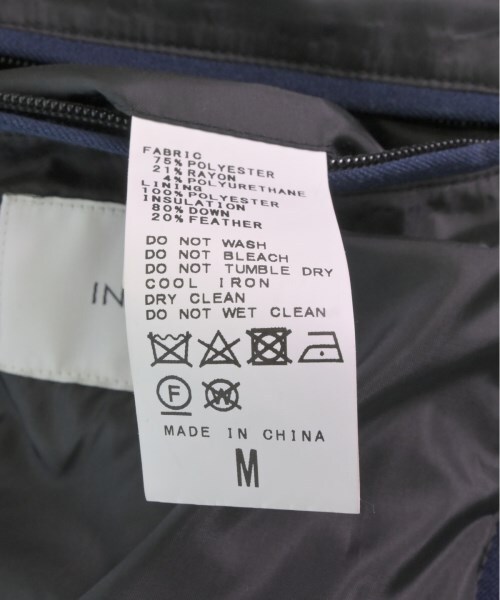 FABRIC
75%POLYESTER
21%RAYON
4%POLYURETHANE
LINING
100%POLYESTER
INSULATION
80%DOWN
20%FEATHER
DO NOT WASH
DO NOT BLEACH
DO NOT TUMBLE DRY
COOL IRON
DRY CLEAN
DO NOT WET CLEAN
F W
MADE IN CHINA
M
IN